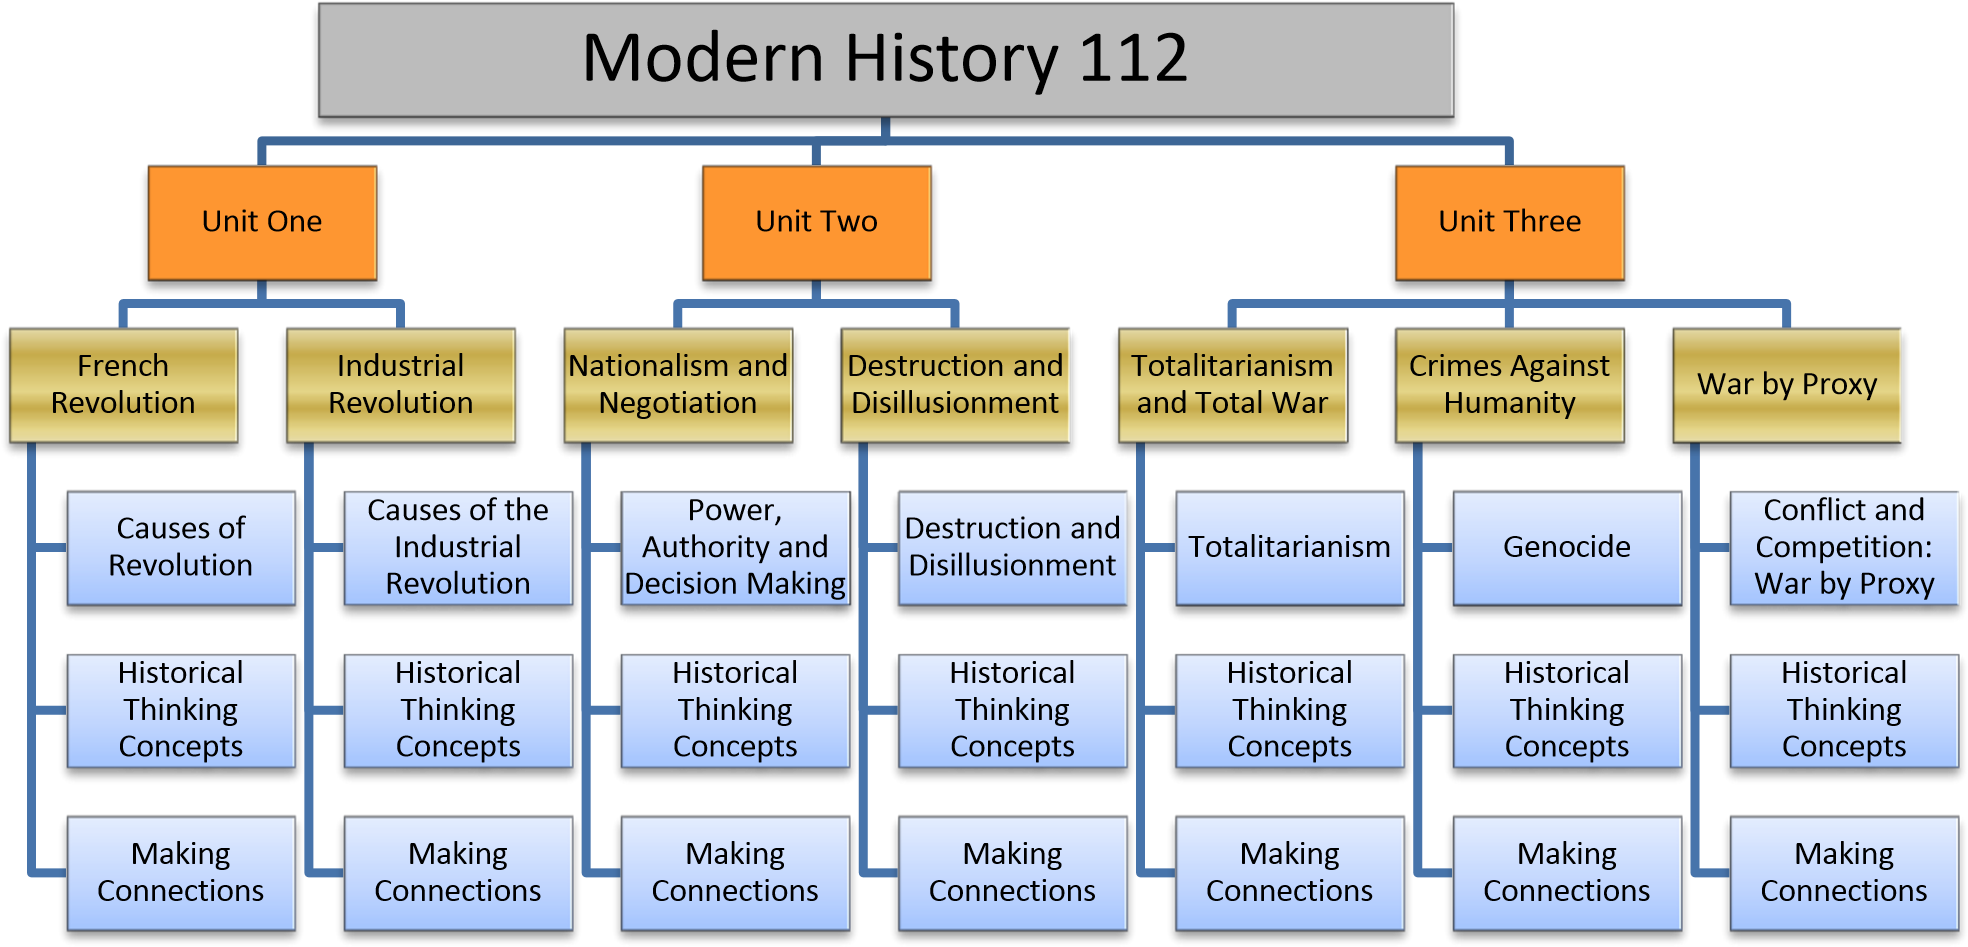 Modern History 112
Unit One
Unit Two
Unit Three
French
Revolution
Industrial
Revolution
Nationalism and
Negotiation
Destruction and
Disillusionment
Totalitarianism
and Total War
Crimes Against
Humanity
War by Proxy
Causes of
Revolution
Causes of the
Industrial
Revolution
Power,
Authority and
Decision Making
Destruction and
Disillusionment
Totalitarianism
Genocide
Conflict and
Competition:
War by Proxy
Historical
Thinking
Concepts
Historical
Thinking
Concepts
Historical
Thinking
Concepts
Historical
Thinking
Concepts
Historical
Thinking
Concepts
Historical
Thinking
Concepts
Historical
Thinking
Concepts
Making
Connections
Making
Connections
Making
Connections
Making
Connections
Making
Connections
Making
Connections
Making
Connections